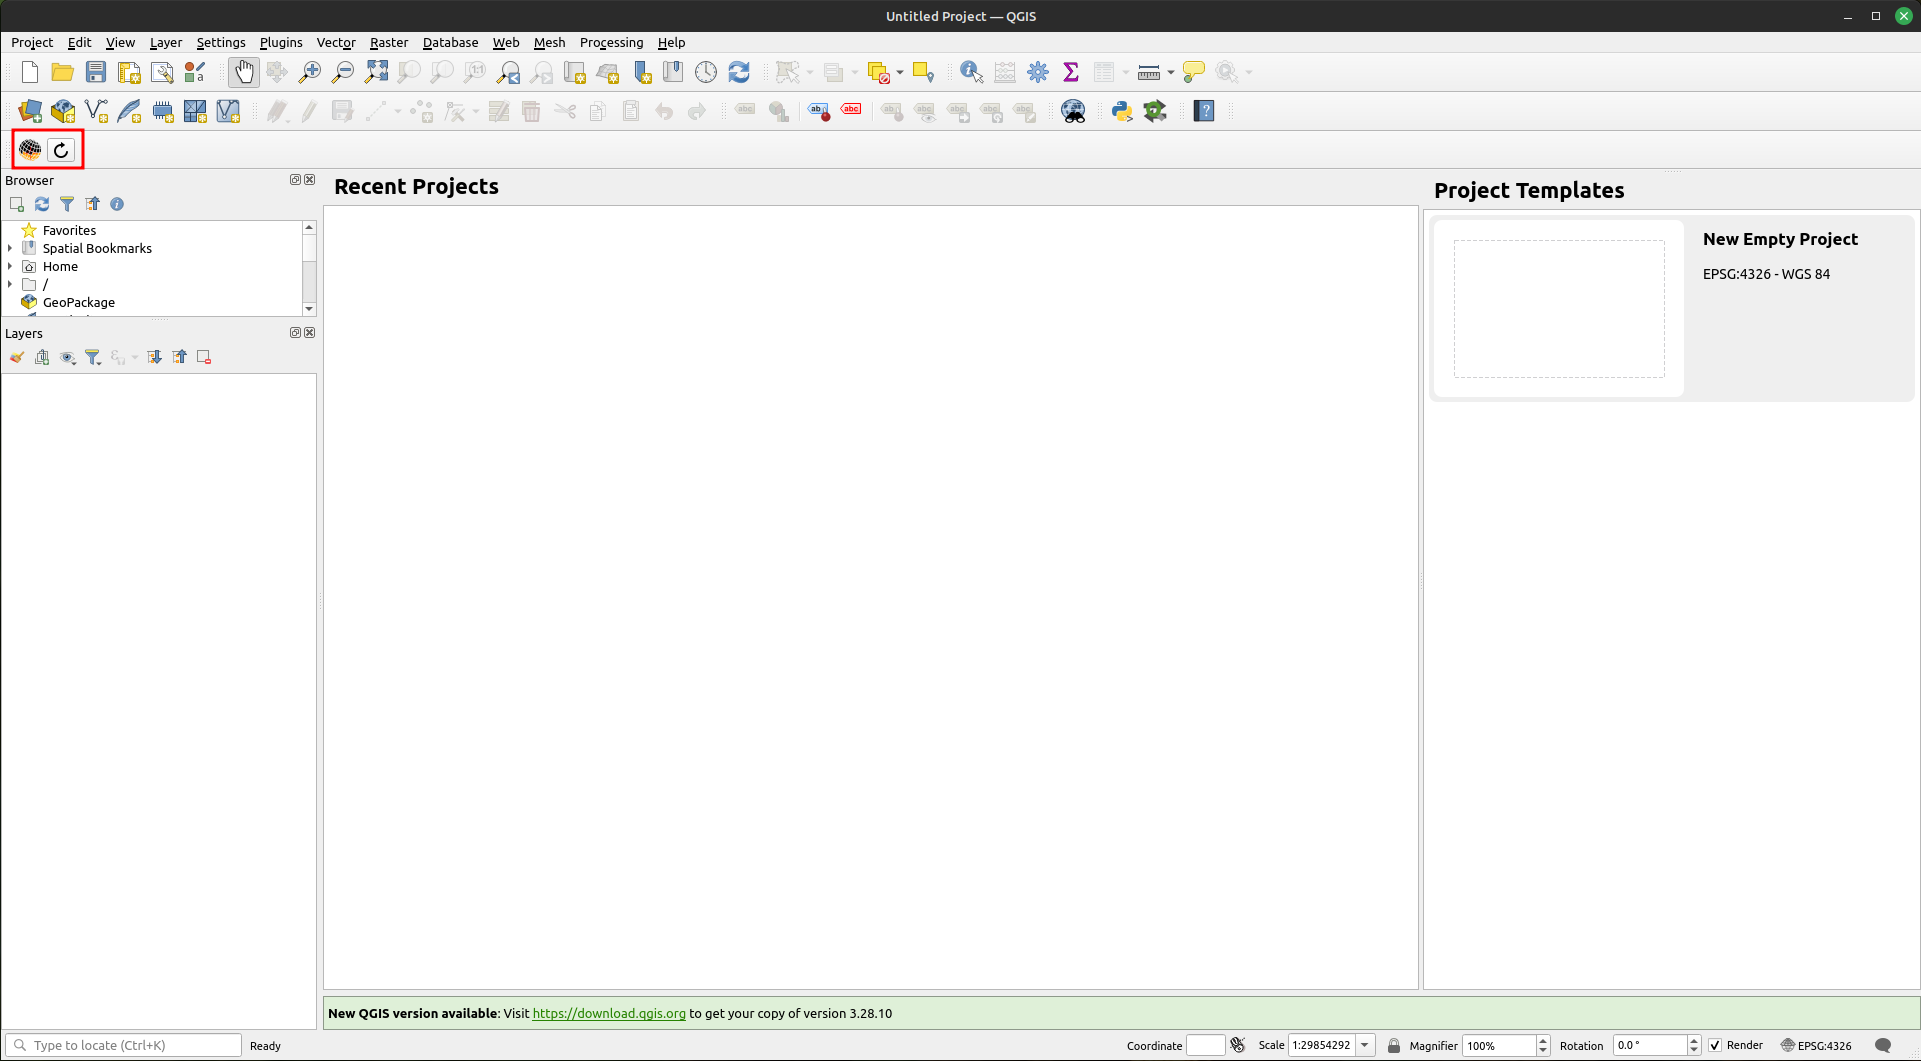 Untitled Project — QGIS
Project Edit View Layer Settings Plugins Vector Raster Database Web Mesh Processing Help
Browser
Favorites
Spatial Bookmarks
Home
/
GeoPackage
Layers
Recent Projects
Project Templates
New Empty Project
EPSG:4326 - WGS 84
New QGIS version available: Visit https://download.qgis.org to get your copy of version 3.28.10
Type to locate (Ctrl+K) Ready Coordinate Scale 1:29854292 Magnifier 100% Rotation 0.0 ° Render EPSG:4326